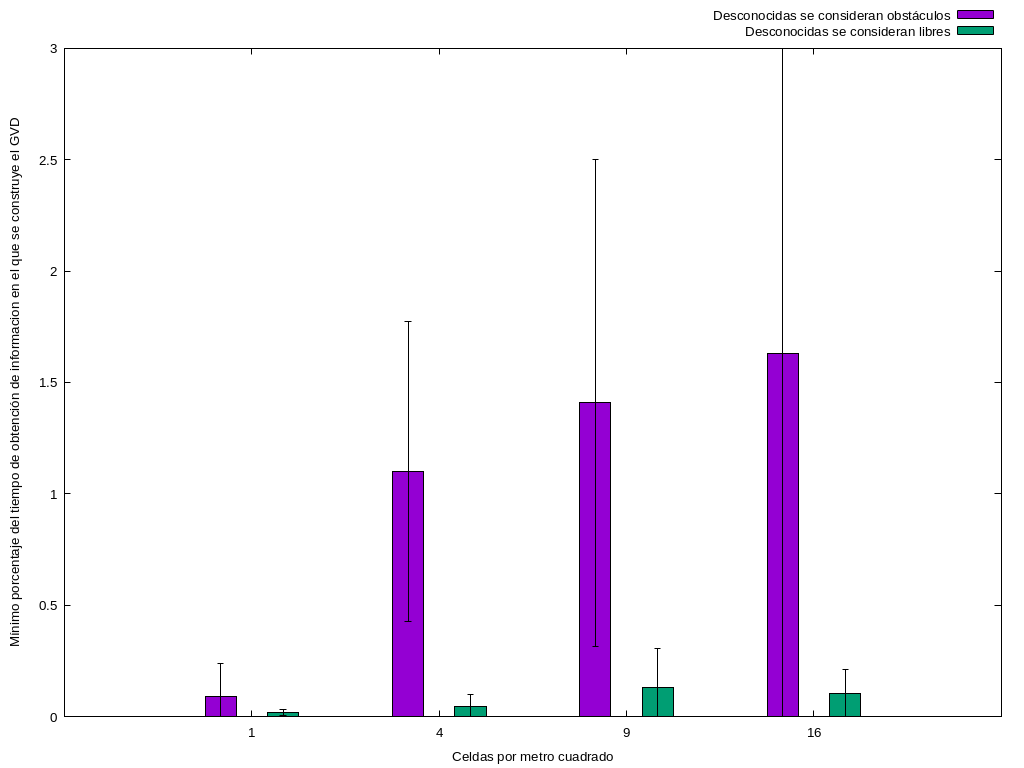 Desconocidas se consideran obstáculos
Desconocidas se consideran libres
Mínimo porcentaje del tiempo de obtención de informacion en el que se construye el GVD
3
2.5
2
1.5
1
0.5
0
1 4 9 16
Celdas por metro cuadrado